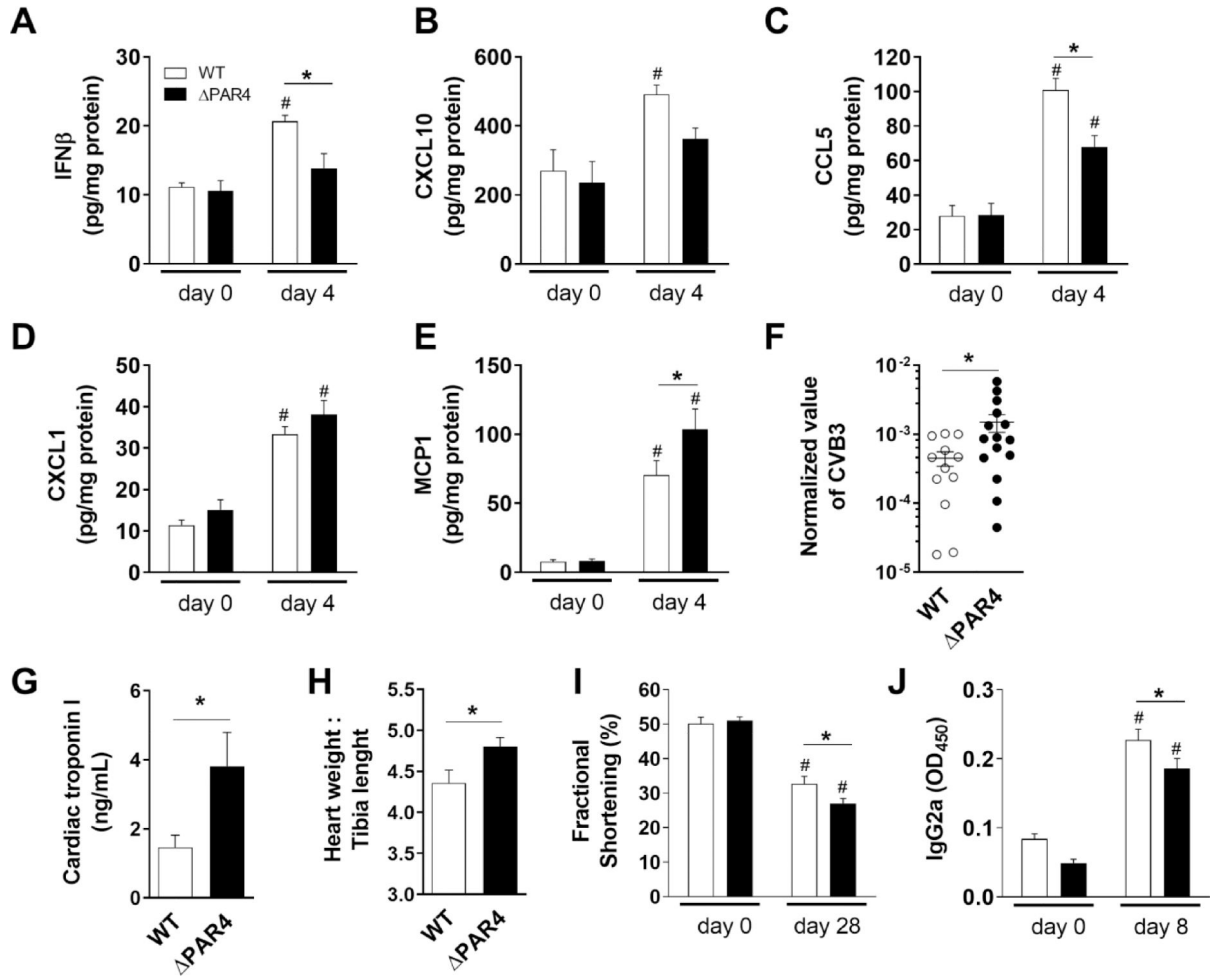 A
IFNβ
(pg/mg protein)
30
20
10
0
WT
ΔPAR4
#
*
day 0
day 4
B
CXCL10
(pg/mg protein)
600
400
200
0
#
day 0
day 4
C
CCL5
(pg/mg protein)
120
100
80
60
40
20
0
#
*
#
day 0
day 4
D
CXCL1
(pg/mg protein)
50
40
30
20
10
0
#
#
day 0
day 4
E
MCP1
(pg/mg protein)
150
100
50
0
#
*
#
day 0
day 4
F
Normalized value
of CVB3
10-2
10-3
10-4
10-5
*
WT
ΔPAR4
G
Cardiac troponin I
(ng/mL)
6
4
2
0
*
WT
ΔPAR4
H
Heart weight :
Tibia lenght
5.5
5.0
4.5
4.0
3.5
3.0
*
WT
ΔPAR4
I
Fractional
Shortening (%)
60
50
40
30
20
10
0
#
*
#
day 0
day 28
J
IgG2a (OD450)
0.3
0.2
0.1
0.0
#
*
#
day 0
day 8